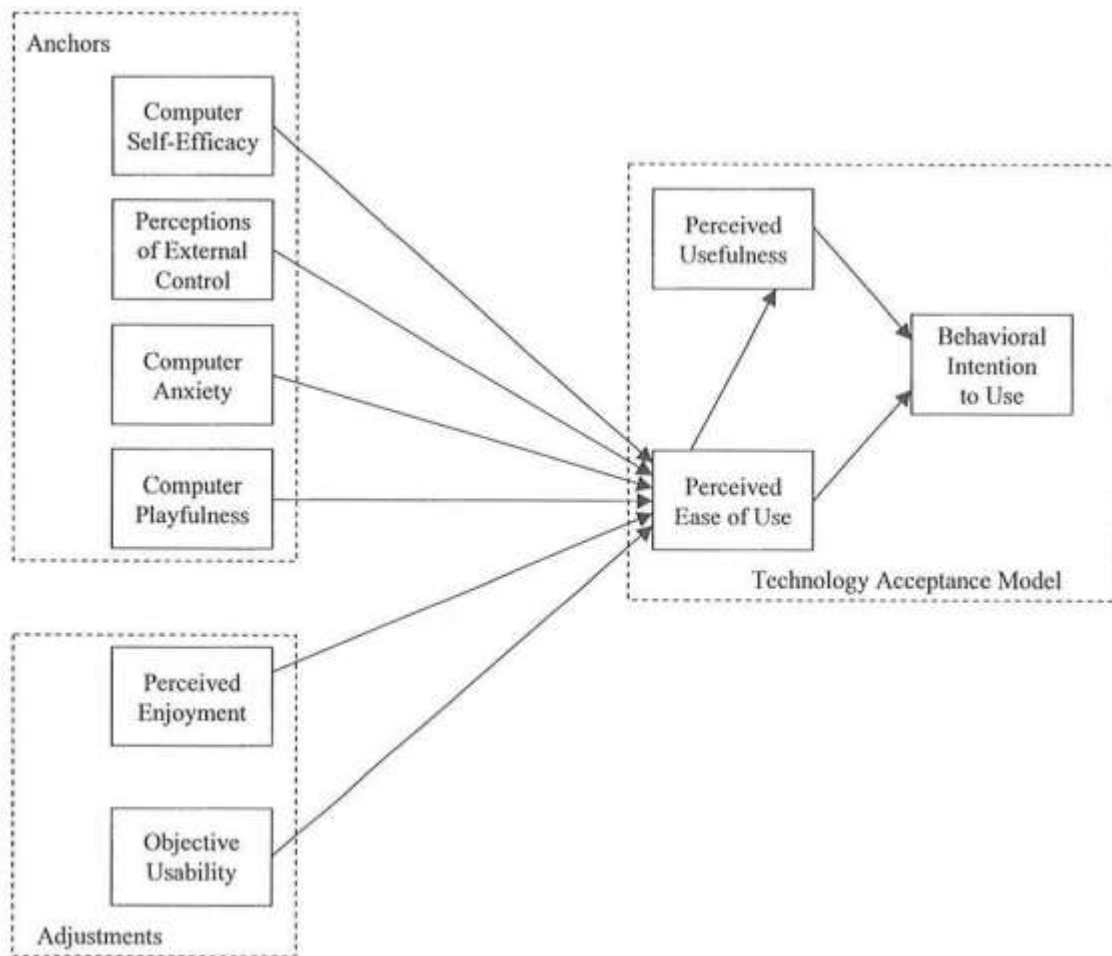 Anchors
Computer
Self-Efficacy
Perceptions
of External
Control
Computer
Anxiety
Computer
Playfulness
Perceived
Enjoyment
Objective
Usability
Adjustments
Perceived
Usefulness
Behavioral
Intention
to Use
Perceived
Ease of Use
Technology Acceptance Model